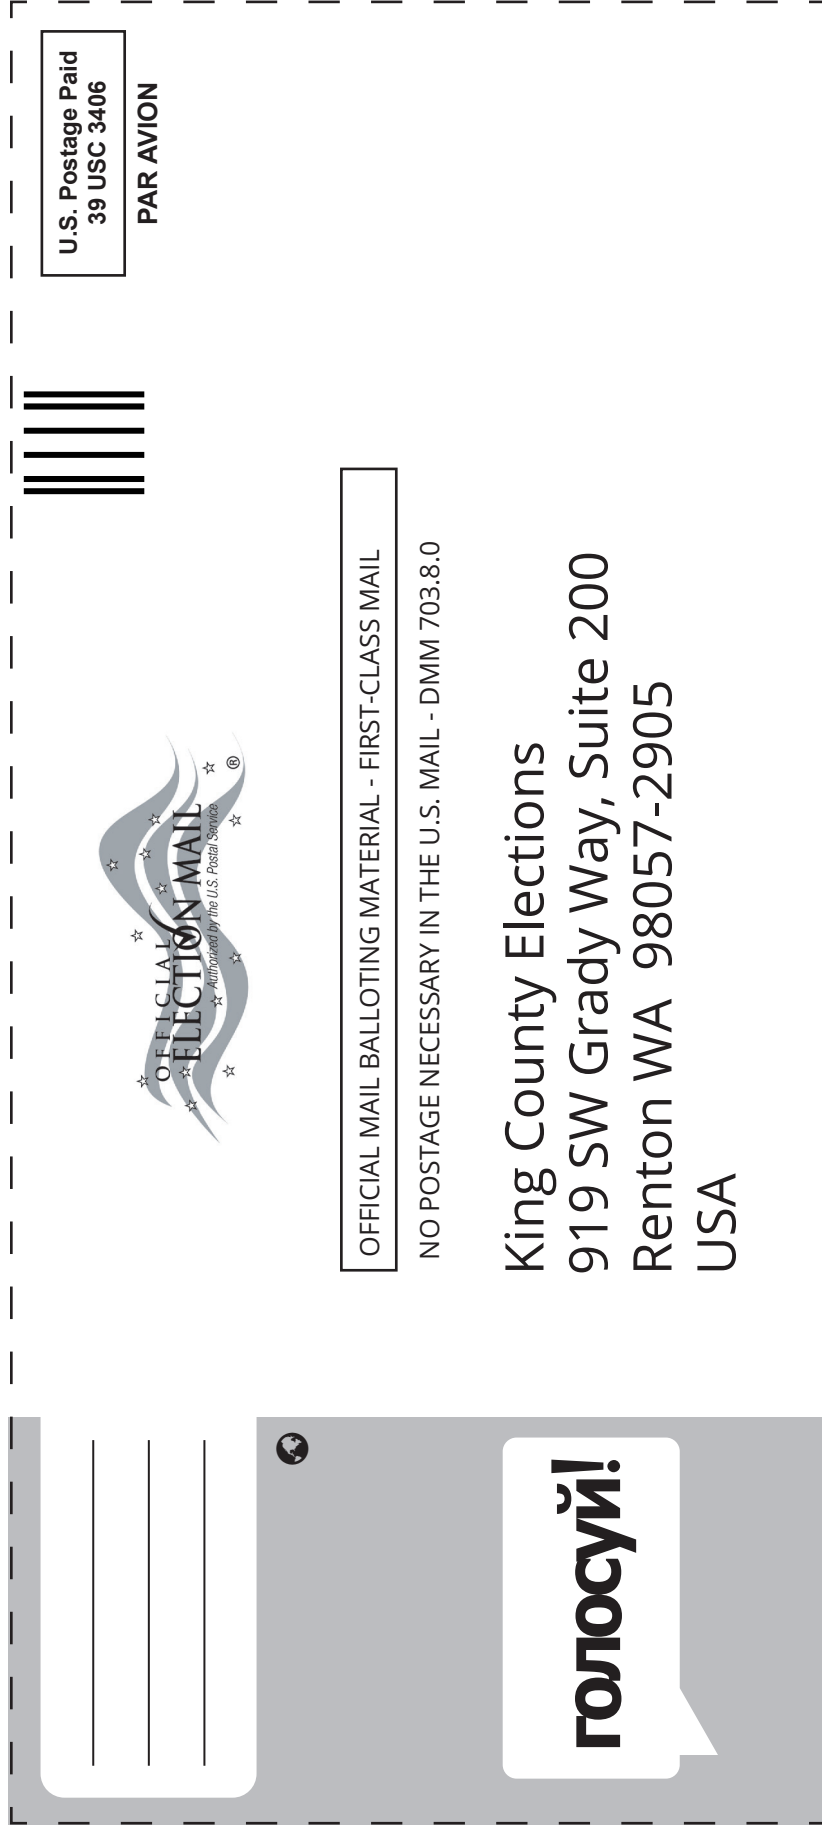 U.S. Postage Paid
39 USC 3406
PAR AVION
OFFICIAL
ELECTION MAIL
Authorized by the U.S. Postal Service
®
OFFICIAL MAIL BALLOTING MATERIAL - FIRST-CLASS MAIL
NO POSTAGE NECESSARY IN THE U.S. MAIL - DMM 703.8.0
King County Elections
919 SW Grady Way, Suite 200
Renton WA 98057-2905
USA
голосуй!